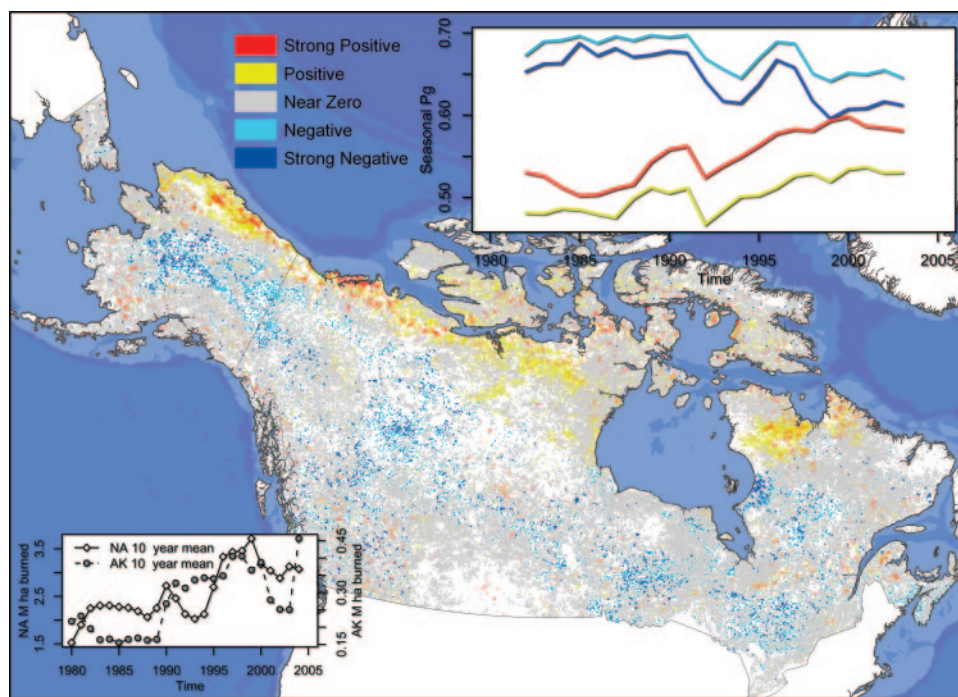 Strong Positive
Positive
Near Zero
Negative
Strong Negative
Seasonal Pg
0.70
0.60
0.50
1980 1985 1990 1995 2000 2005
Time
NA 10 year mean
AK 10 year mean
NA M ha burned
3.5
2.5
1.5
AK M ha burned
0.45
0.30
0.15
1980 1985 1990 1995 2000 2005
Time